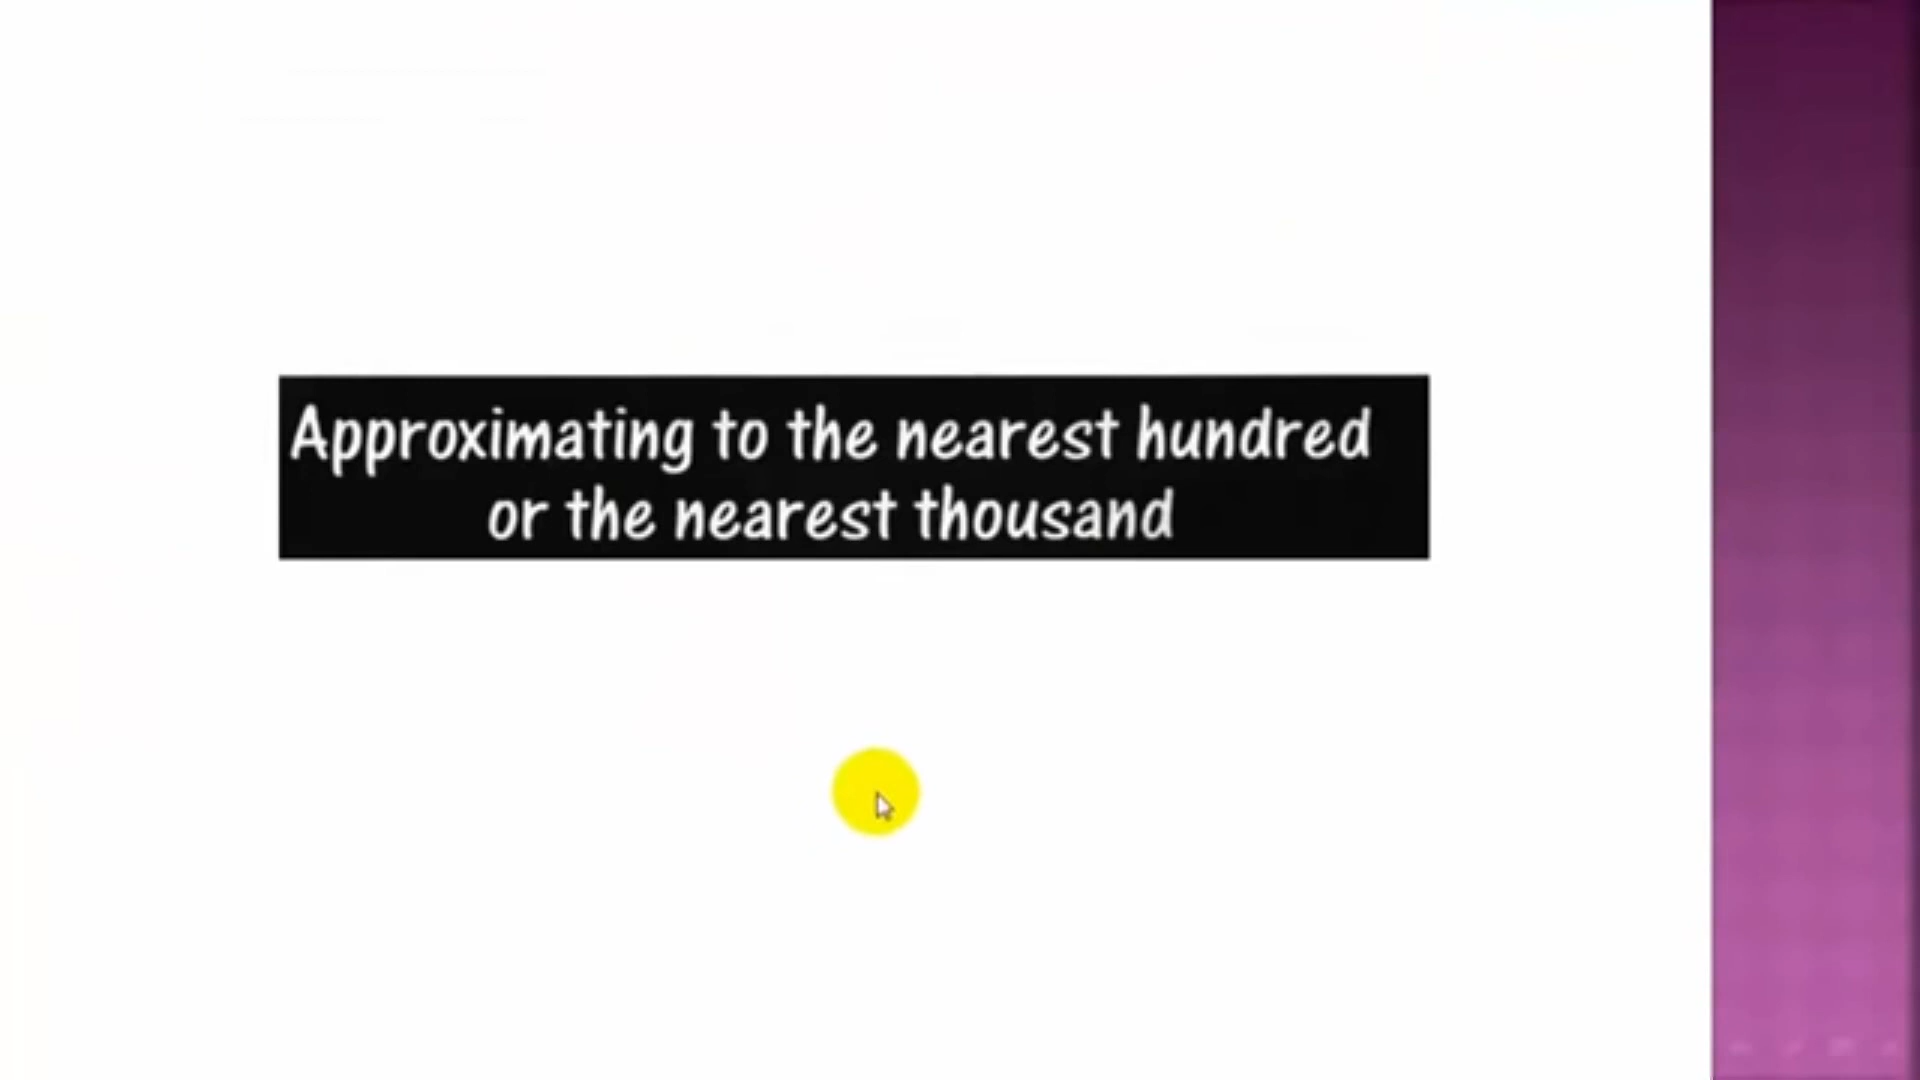 Approximating to the nearest hundred
or the nearest thousand